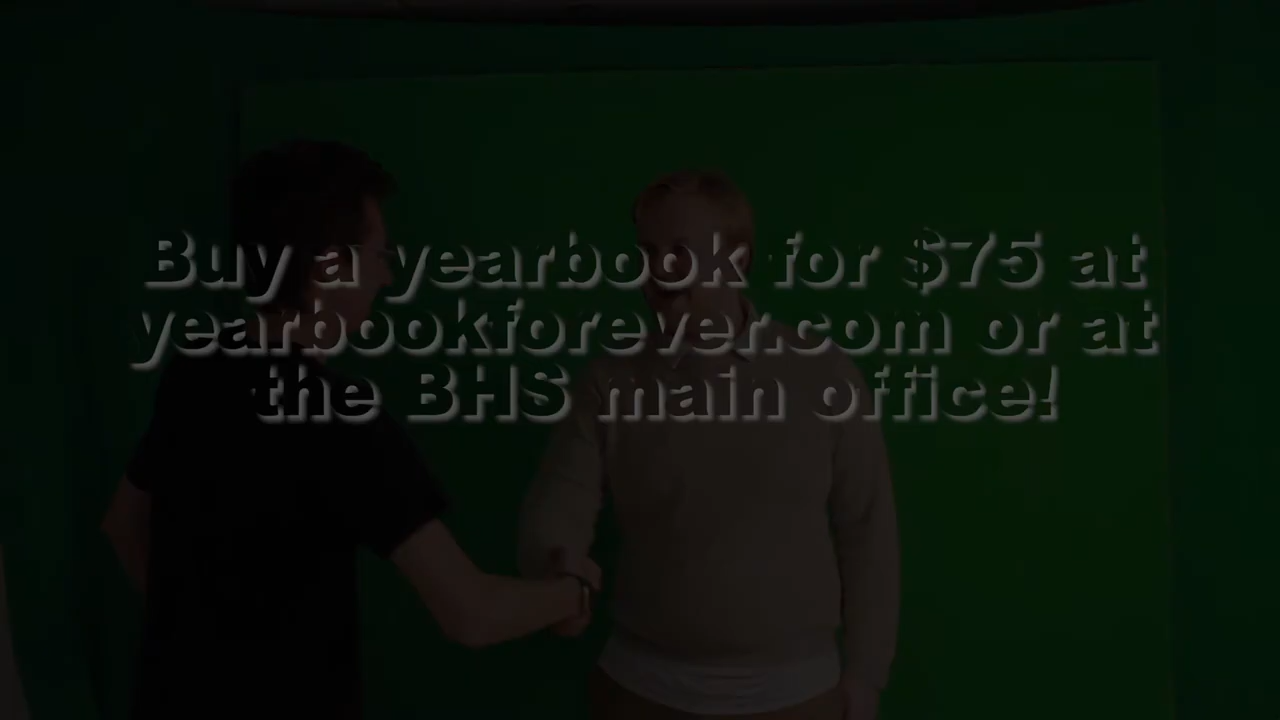 Buy a yearbook for $75 at
yearbookforever.com or at
the BHS main office!